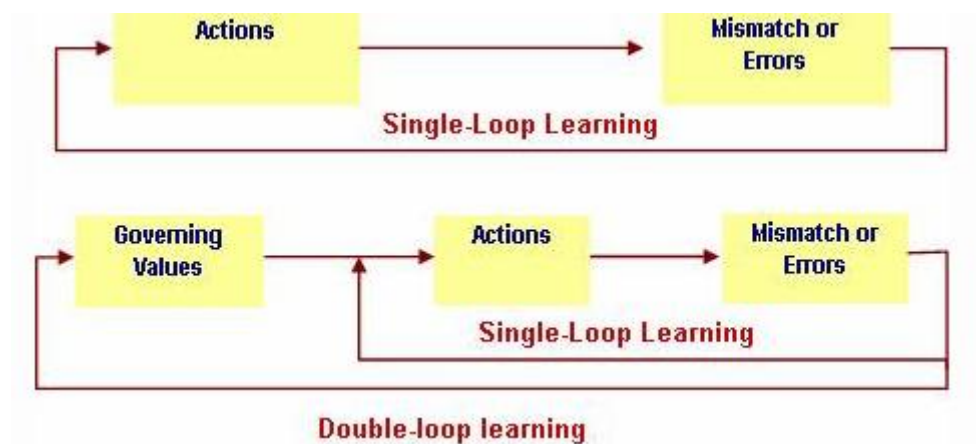 Actions
Mismatch or
Errors
Single-Loop Learning
Governing
Values
Actions
Mismatch or
Errors
Single-Loop Learning
Double-loop learning